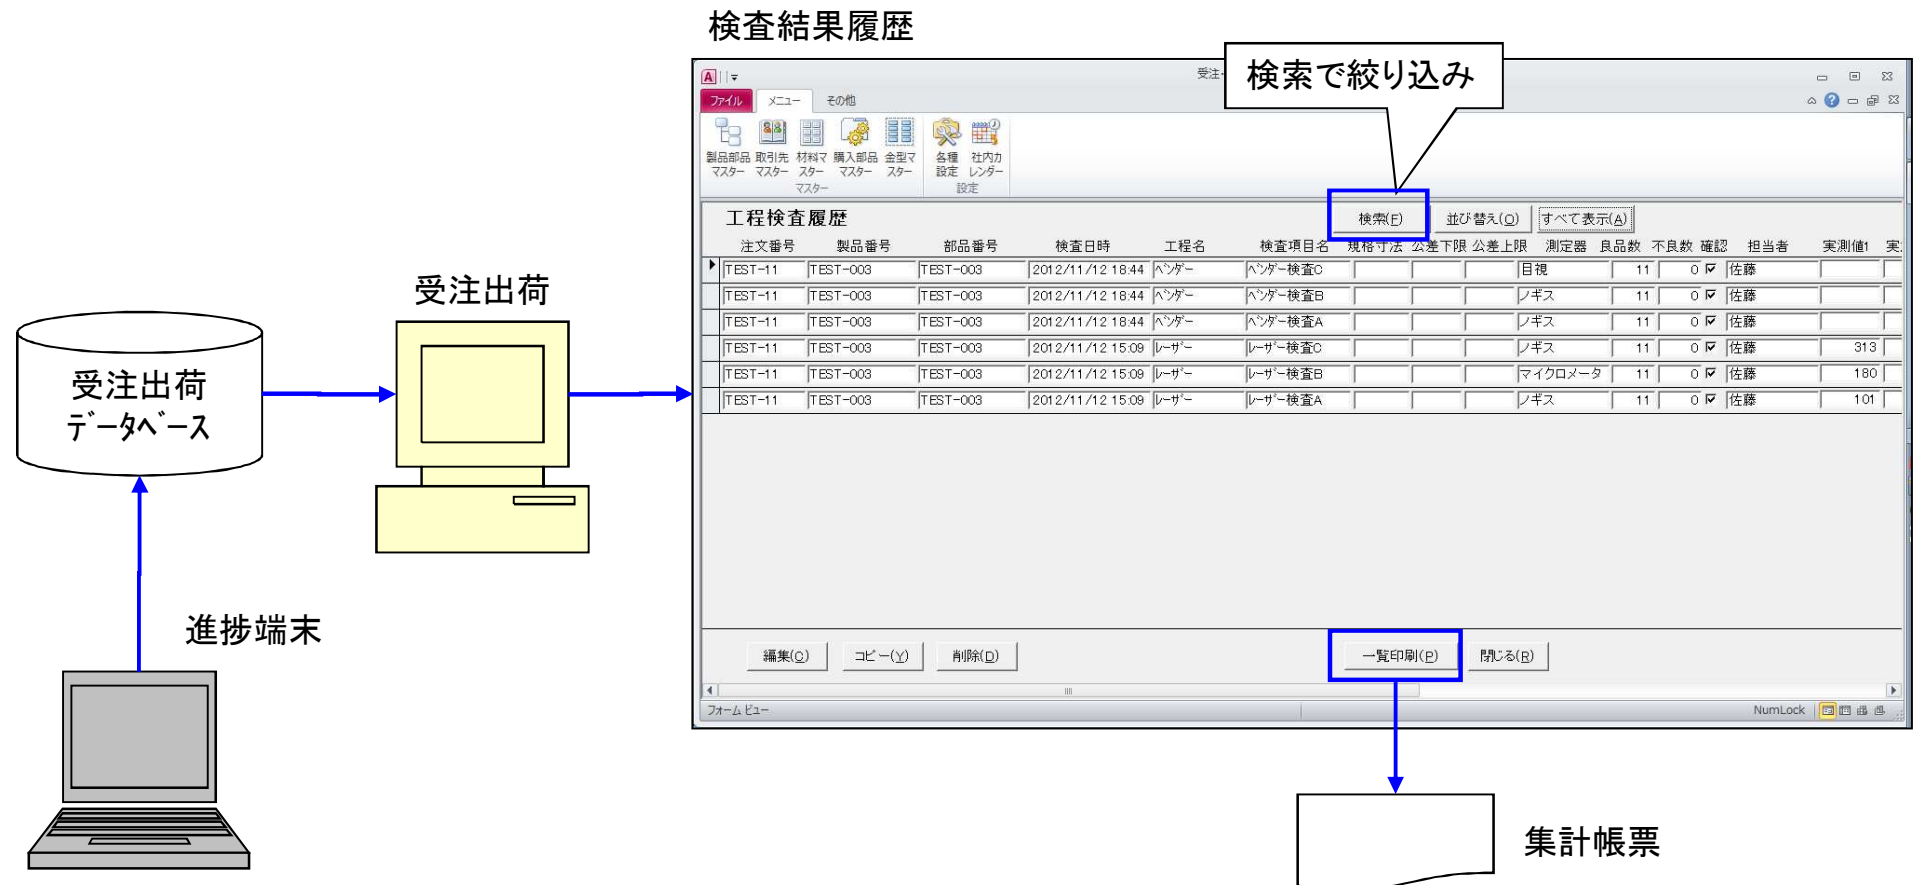 検査結果履歴
検索で絞り込み
受注-
ファイル メニュー その他
製品部品 取引先 材料マ 購入部品 金型マ 各種 社内カ
マスター マスター スター マスター スター 設定 レンダー
マスター 設定
工程検査履歴 検索(F) 並び替え(O) すべて表示(A)
注文番号 製品番号 部品番号 検査日時 工程名 検査項目名 規格寸法 公差下限 公差上限 測定器 良品数 不良数 確認 担当者 実測値1 実
TEST-11 TEST-003 TEST-003 2012/11/12 18:44 ベンダー ベンダー検査C 目視 11 0 佐藤
TEST-11 TEST-003 TEST-003 2012/11/12 18:44 ベンダー ベンダー検査B ノギス 11 0 佐藤
TEST-11 TEST-003 TEST-003 2012/11/12 18:44 ベンダー ベンダー検査A ノギス 11 0 佐藤
TEST-11 TEST-003 TEST-003 2012/11/12 15:09 レーザー レーザー検査C ノギス 11 0 佐藤 313
TEST-11 TEST-003 TEST-003 2012/11/12 15:09 レーザー レーザー検査B マイクロメータ 11 0 佐藤 180
TEST-11 TEST-003 TEST-003 2012/11/12 15:09 レーザー レーザー検査A ノギス 11 0 佐藤 101
編集(C) コピー(Y) 削除(D) 一覧印刷(P) 閉じる(R)
フォーム ビュー NumLock
受注出荷
受注出荷
データベース
進捗端末
集計帳票